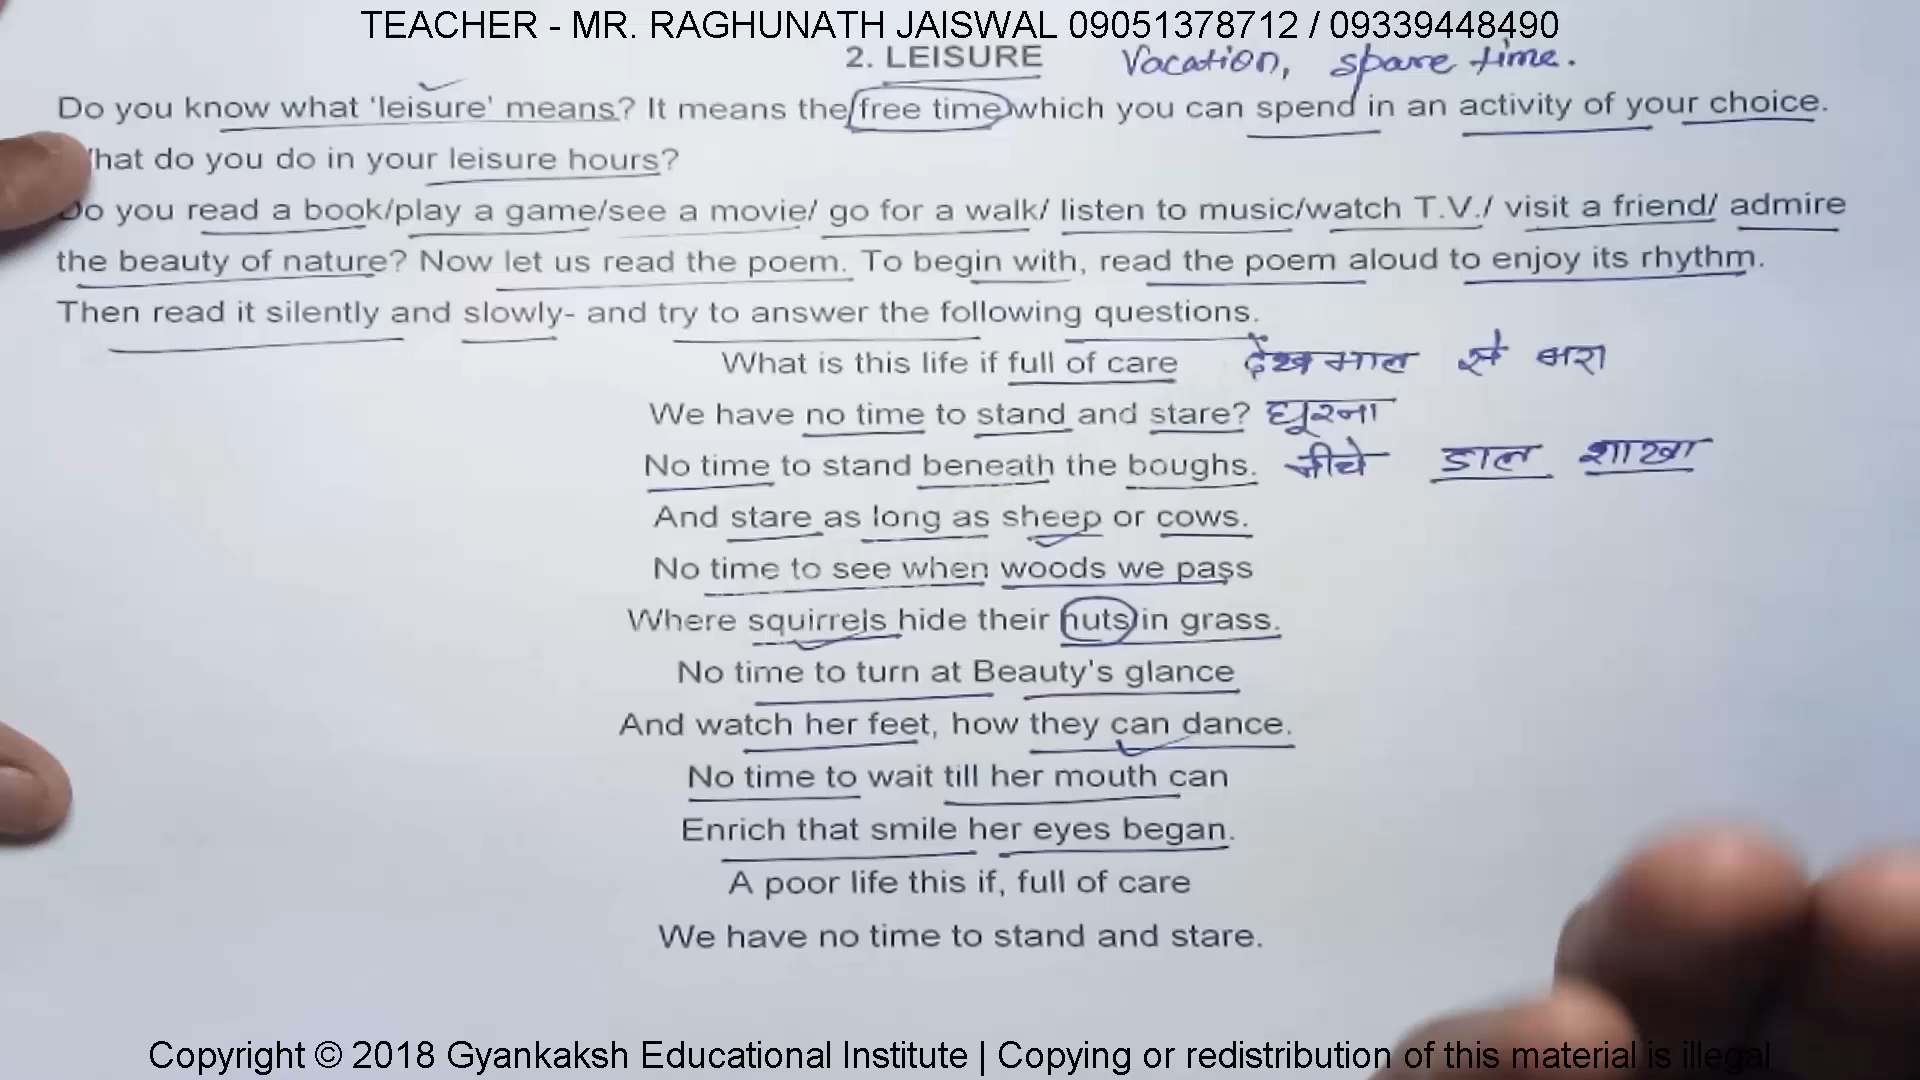 TEACHER - MR. RAGHUNATH JAISWAL 09051378712 / 09339448490
2. LEISURE Vacation, spare time.
Do you know what 'leisure' means? It means the free time which you can spend in an activity of your choice.
hat do you do in your leisure hours?
Do you read a book/play a game/see a movie/ go for a walk/ listen to music/watch T.V./ visit a friend/ admire
the beauty of nature? Now let us read the poem. To begin with, read the poem aloud to enjoy its rhythm.
Then read it silently and slowly- and try to answer the following questions.
What is this life if full of care देख भाल से भरा
We have no time to stand and stare? घूरना
No time to stand beneath the boughs. नीचे डाल शाखा
And stare as long as sheep or cows.
No time to see when woods we pass
Where squirrels hide their nuts in grass.
No time to turn at Beauty's glance
And watch her feet, how they can dance.
No time to wait till her mouth can
Enrich that smile her eyes began.
A poor life this if, full of care
We have no time to stand and stare.
Copyright © 2018 Gyankaksh Educational Institute | Copying or redistribution of this material is illegal